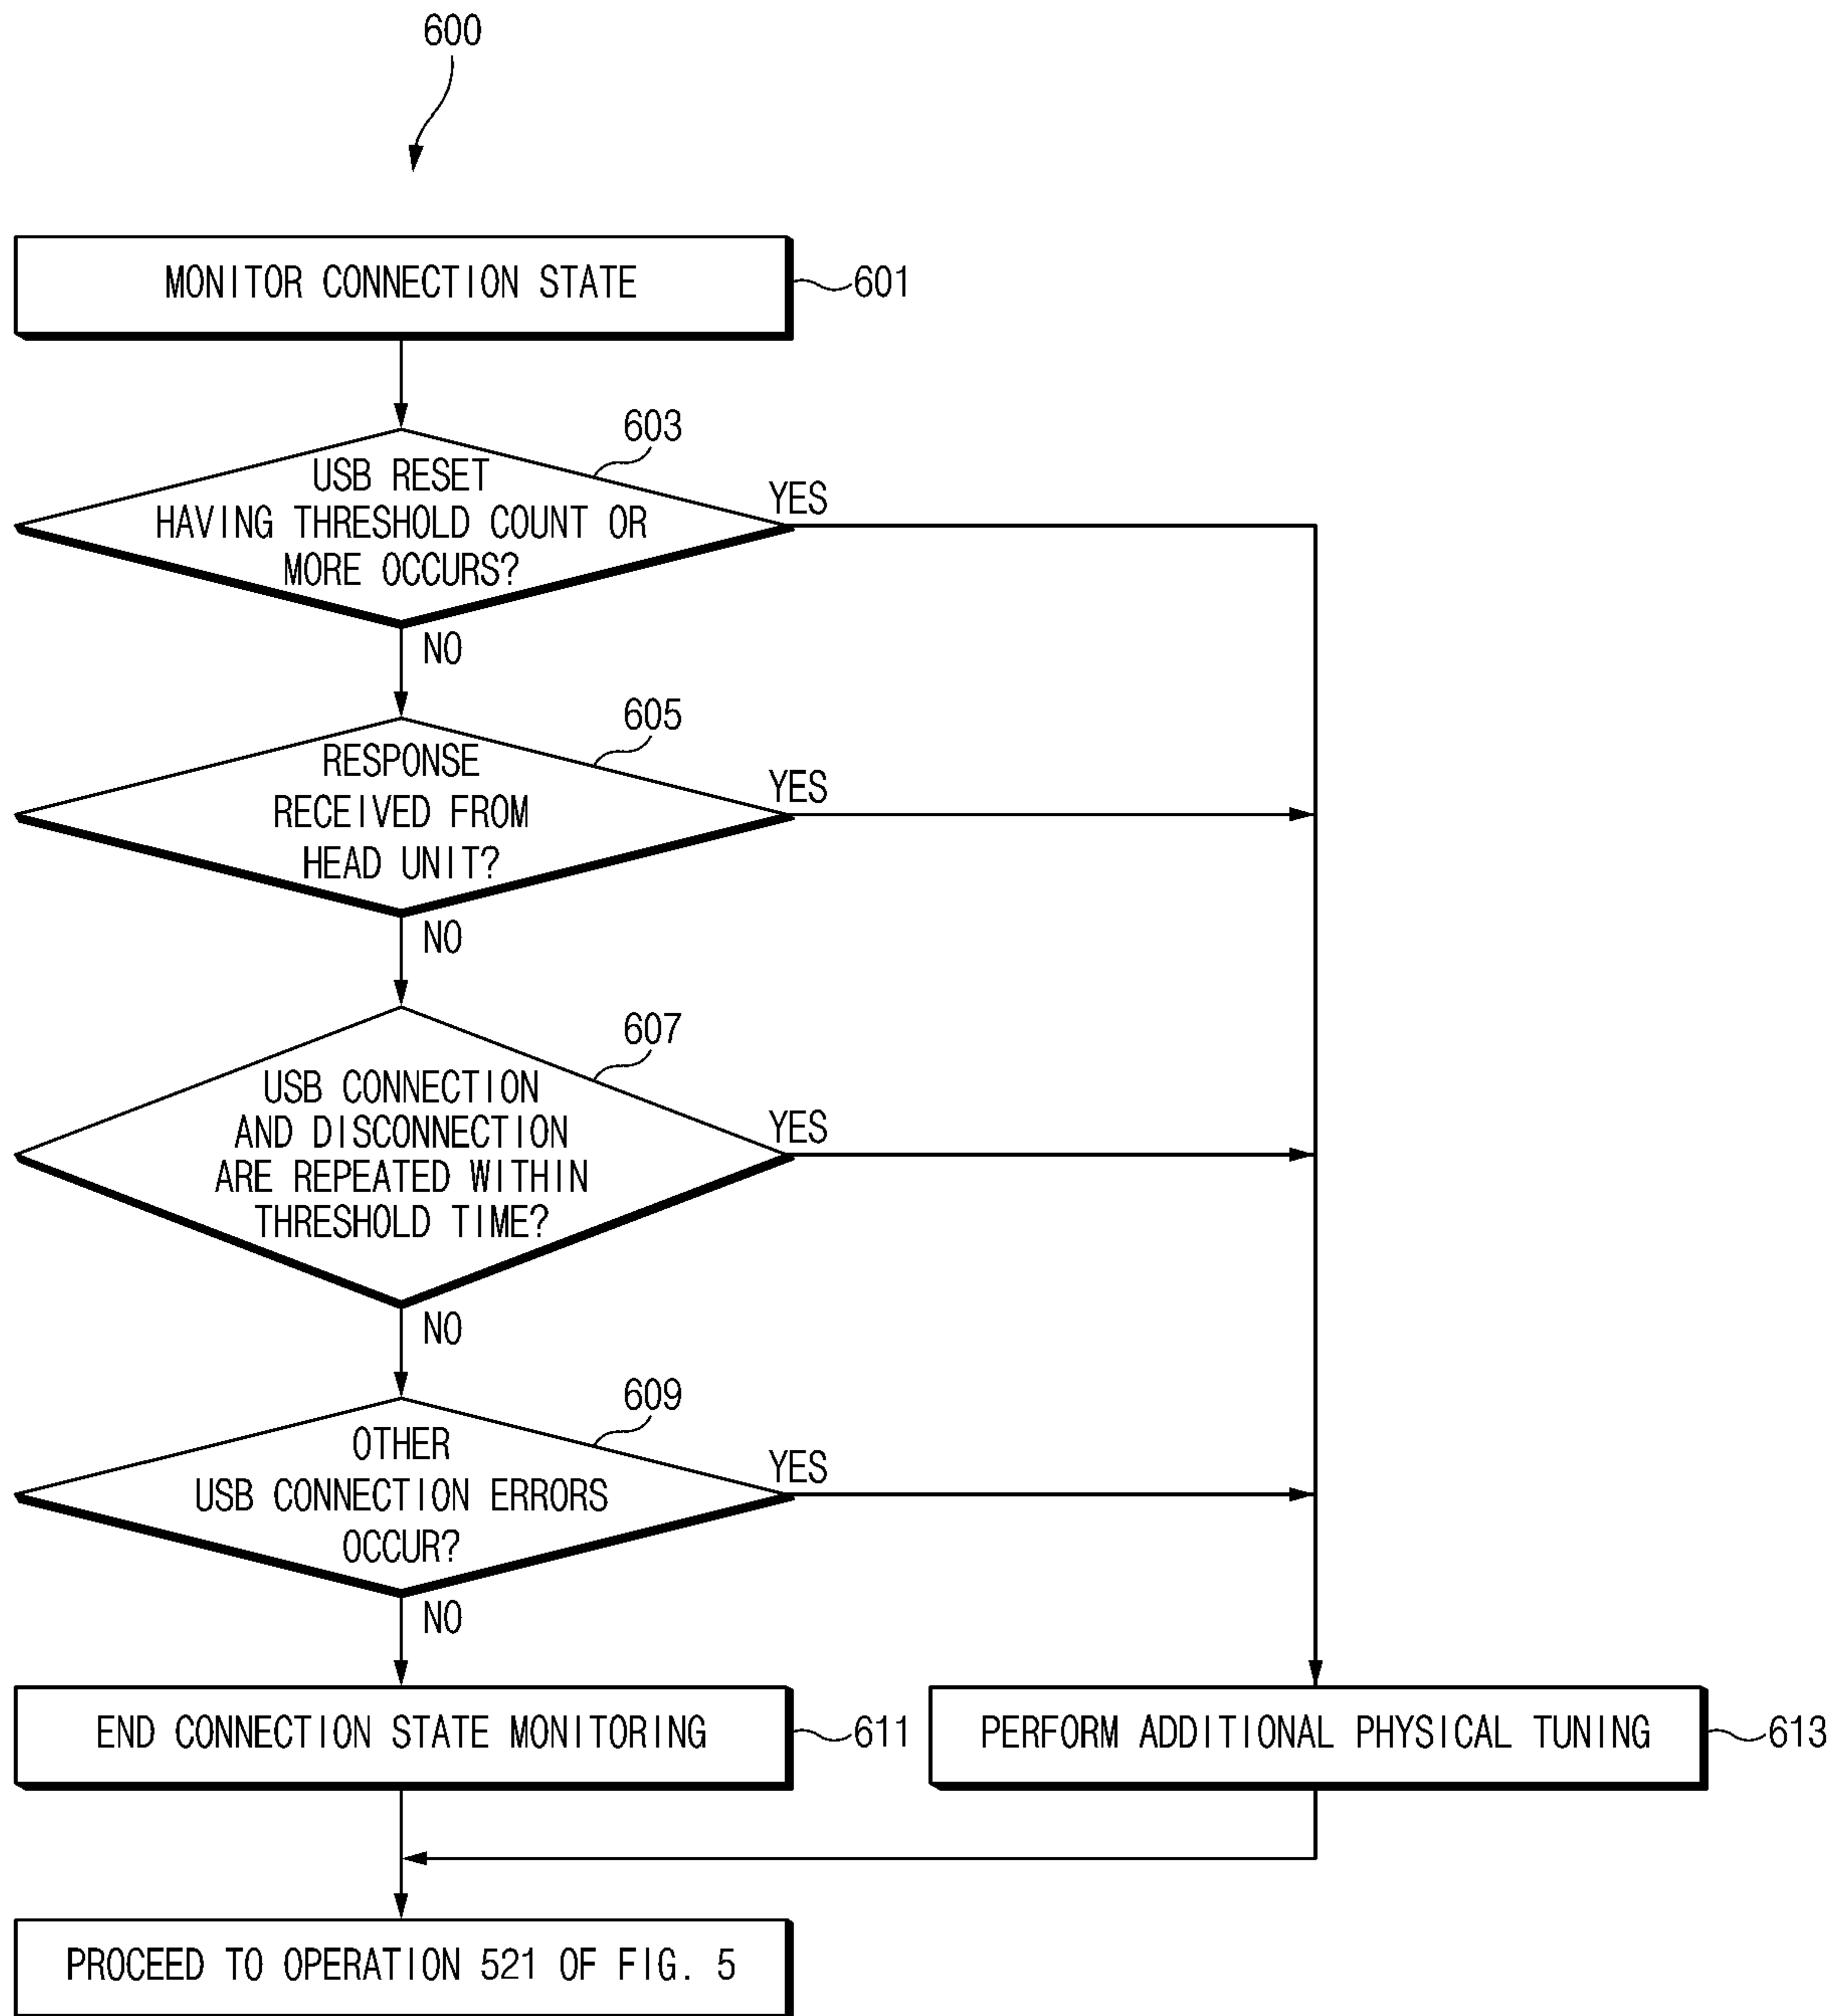 600
MONITOR CONNECTION STATE
601
603
USB RESET
HAVING THRESHOLD COUNT OR
MORE OCCURS?
YES
NO
605
RESPONSE
RECEIVED FROM
HEAD UNIT?
YES
NO
607
USB CONNECTION
AND DISCONNECTION
ARE REPEATED WITHIN
THRESHOLD TIME?
YES
NO
609
OTHER
USB CONNECTION ERRORS
OCCUR?
YES
NO
END CONNECTION STATE MONITORING
611
PERFORM ADDITIONAL PHYSICAL TUNING
613
PROCEED TO OPERATION 521 OF FIG. 5